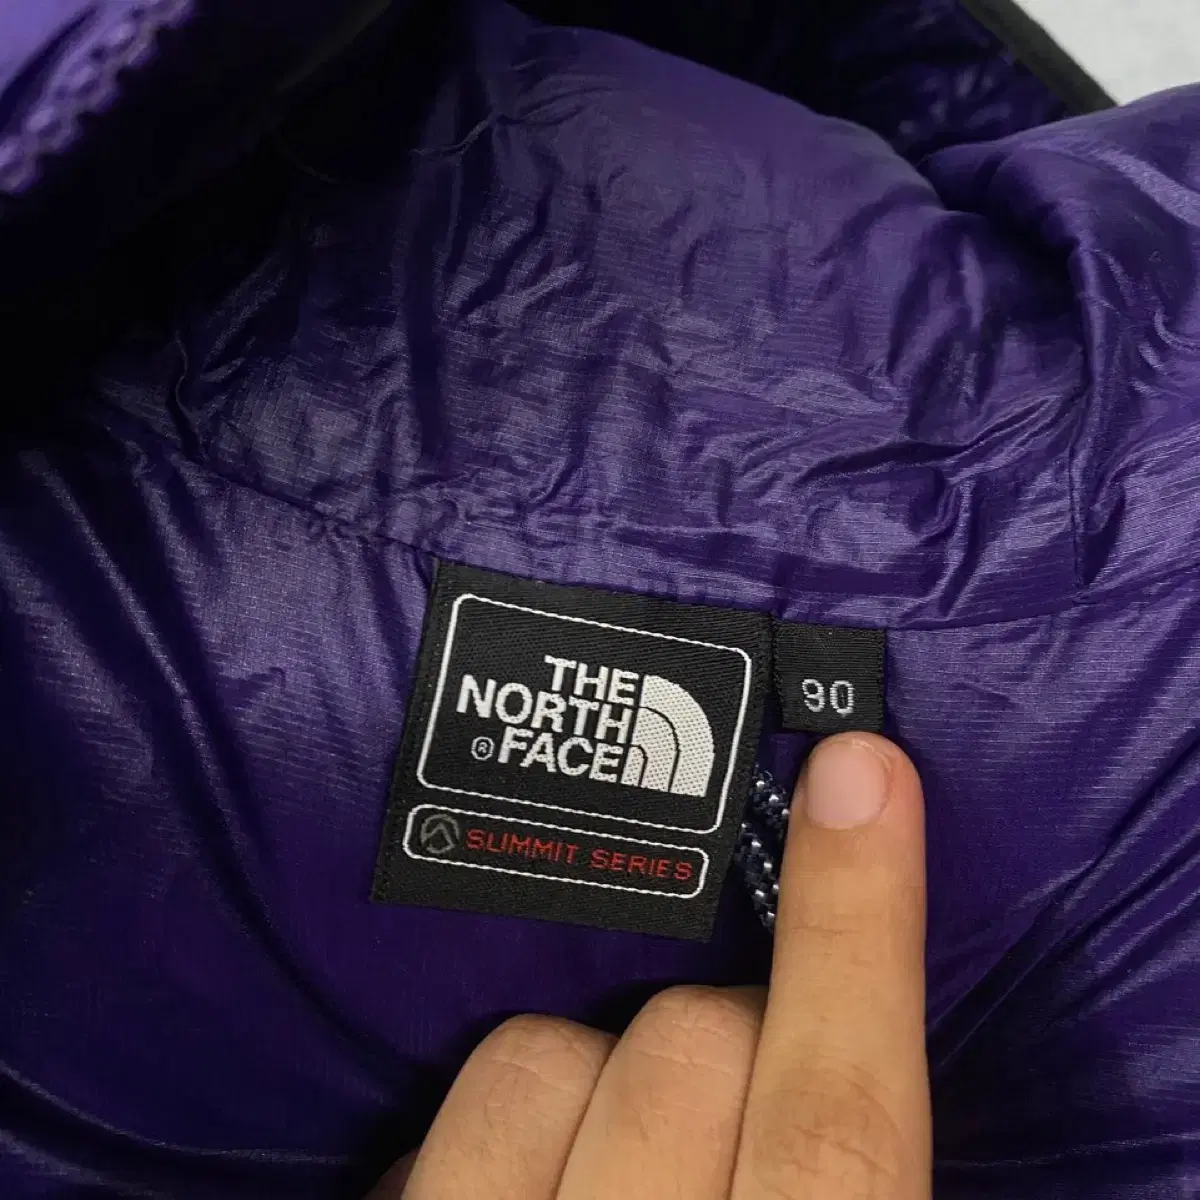 THE
NORTH
® FACE
SUMMIT SERIES
90